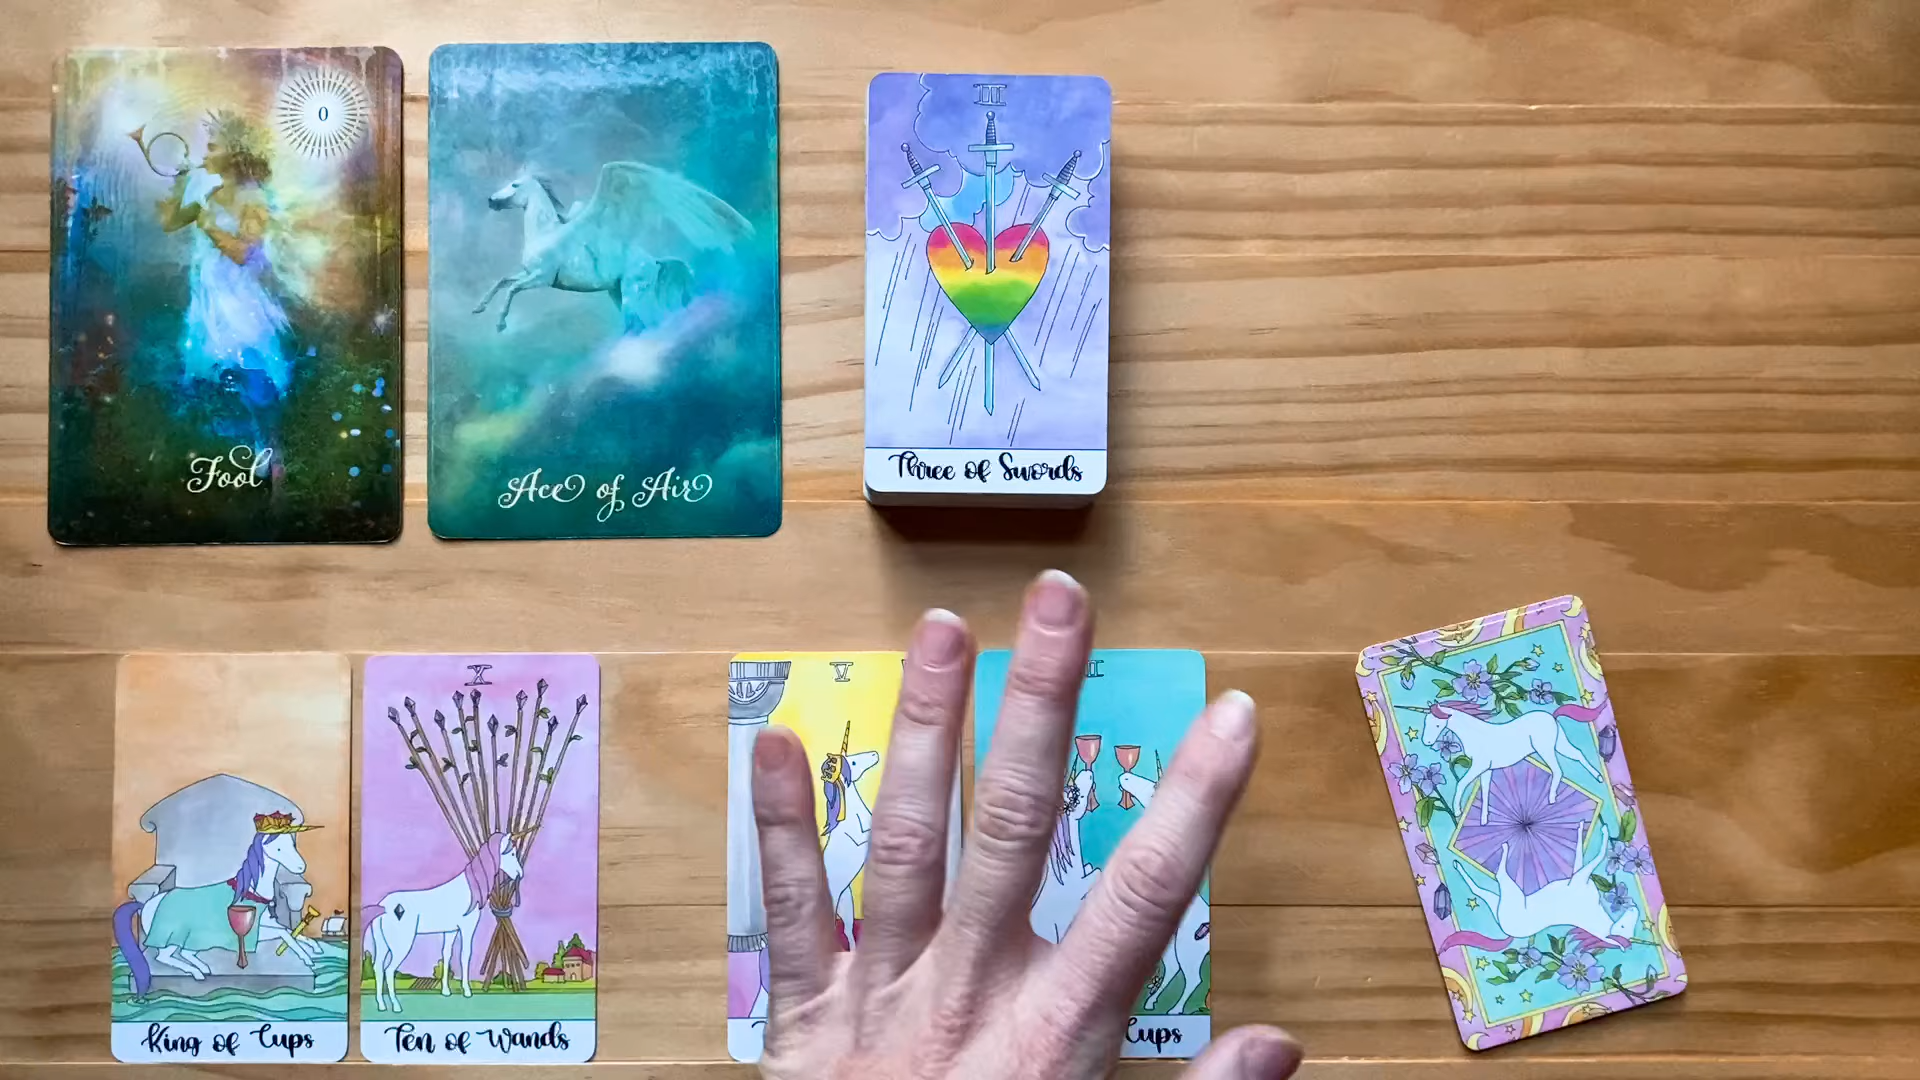 0
Fool
Ace of Air
III
Three of Swords
King of Cups
X
Ten of Wands
V
Cups